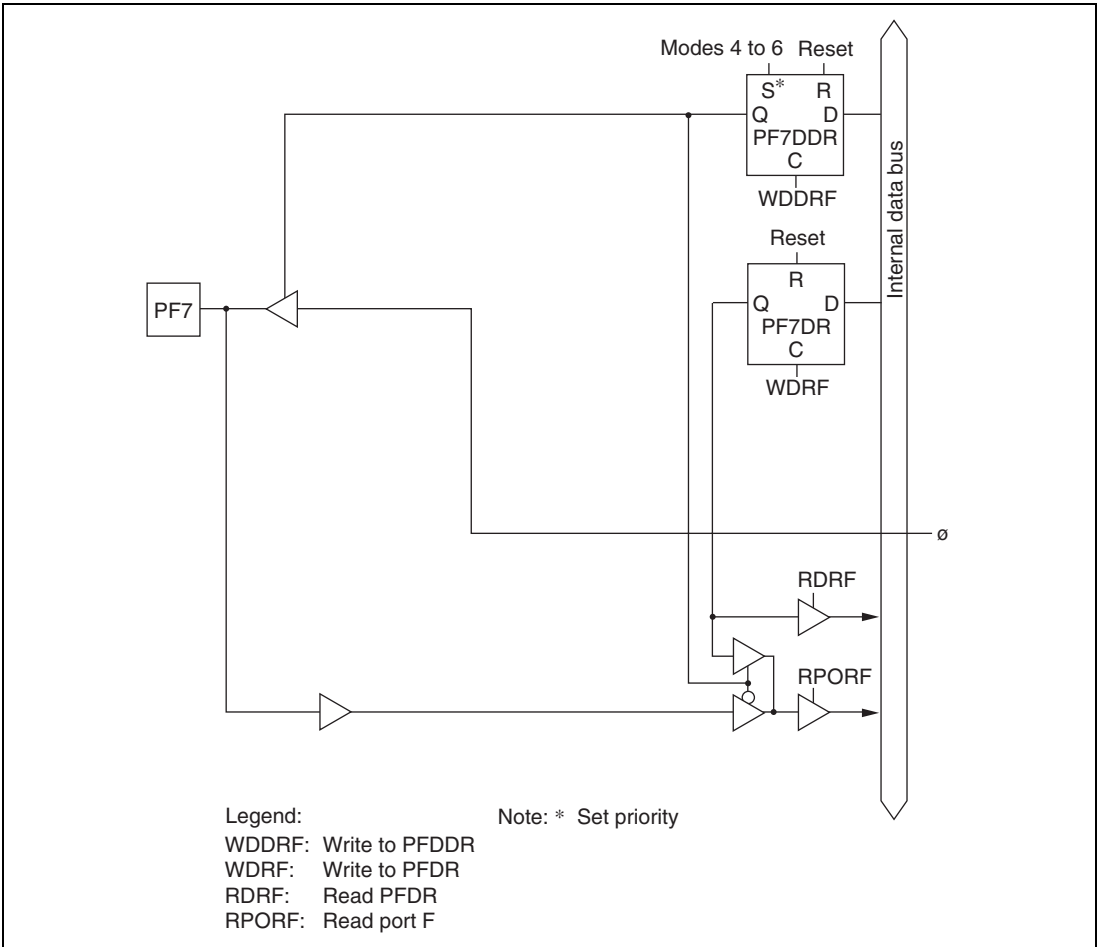 Modes 4 to 6 Reset
S* R
Q D
PF7DDR
C
WDDRF
Internal data bus
Reset
R
Q D
PF7DR
C
WDRF
PF7
ø
RDRF
RPORF
Legend:
WDDRF: Write to PFDDR
WDRF: Write to PFDR
RDRF: Read PFDR
RPORF: Read port F
Note: * Set priority